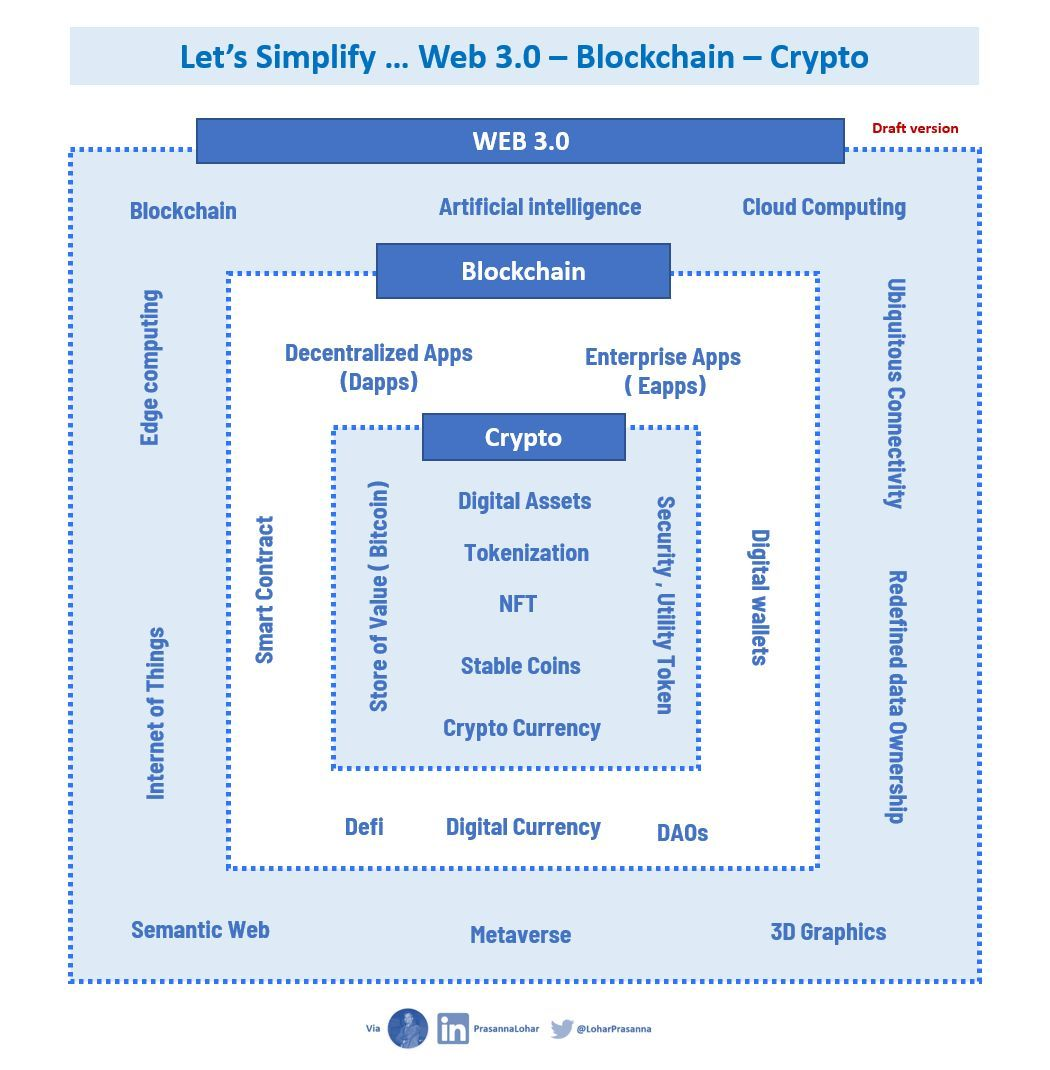 Let's Simplify ... Web 3.0 – Blockchain – Crypto
WEB 3.0
Draft version
Blockchain
Artificial intelligence
Cloud Computing
Blockchain
Edge computing
Ubiquitous Connectivity
Decentralized Apps
(Dapps)
Enterprise Apps
( Eapps)
Crypto
Smart Contract
Store of Value ( Bitcoin)
Digital Assets
Tokenization
NFT
Stable Coins
Crypto Currency
Security , Utility Token
Digital wallets
Internet of Things
Redefined data Ownership
Defi
Digital Currency
DAOs
Semantic Web
Metaverse
3D Graphics
Via
in PrasannaLohar
@LoharPrasanna